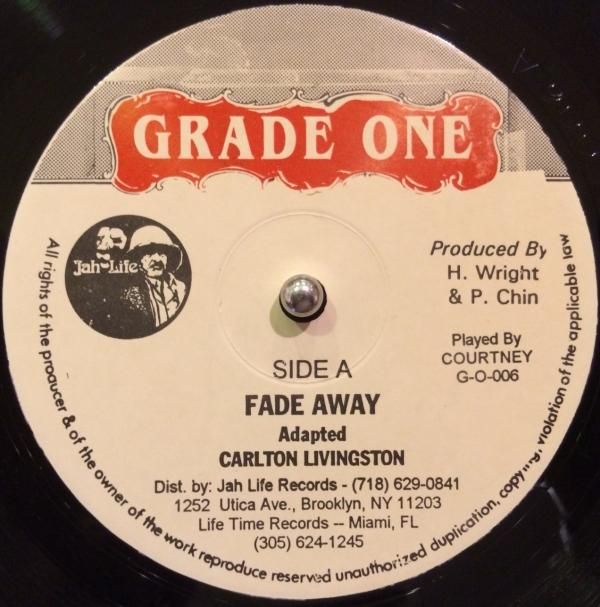 GRADE ONE
Jah Life
Produced By
H. Wright
& P. Chin
Played By
COURTNEY
G-O-006
SIDE A
FADE AWAY
Adapted
CARLTON LIVINGSTON
Dist. by: Jah Life Records - (718) 629-0841
1252 Utica Ave., Brooklyn, NY 11203
Life Time Records -- Miami, FL
(305) 624-1245
All rights of the producer & of the owner of the work reproduce reserved unauthorized duplication, copying, violation of the applicable law